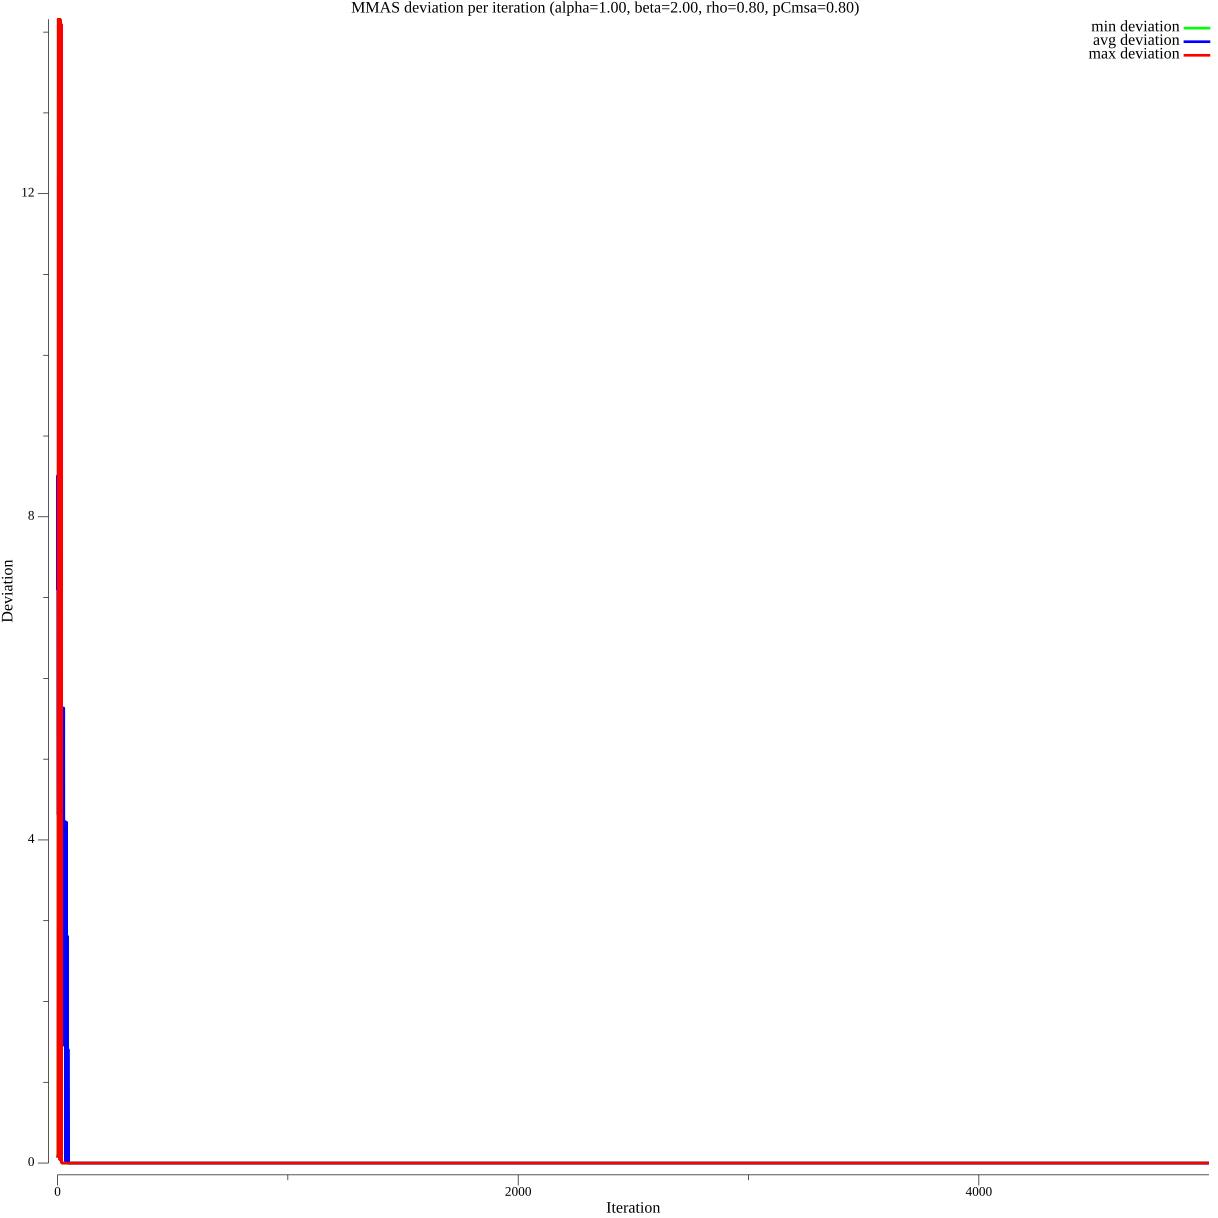 MMAS deviation per iteration (alpha=1.00, beta=2.00, rho=0.80, pCmsa=0.80)
min deviation
avg deviation
max deviation
12
8
4
0
Deviation
0
2000
4000
Iteration